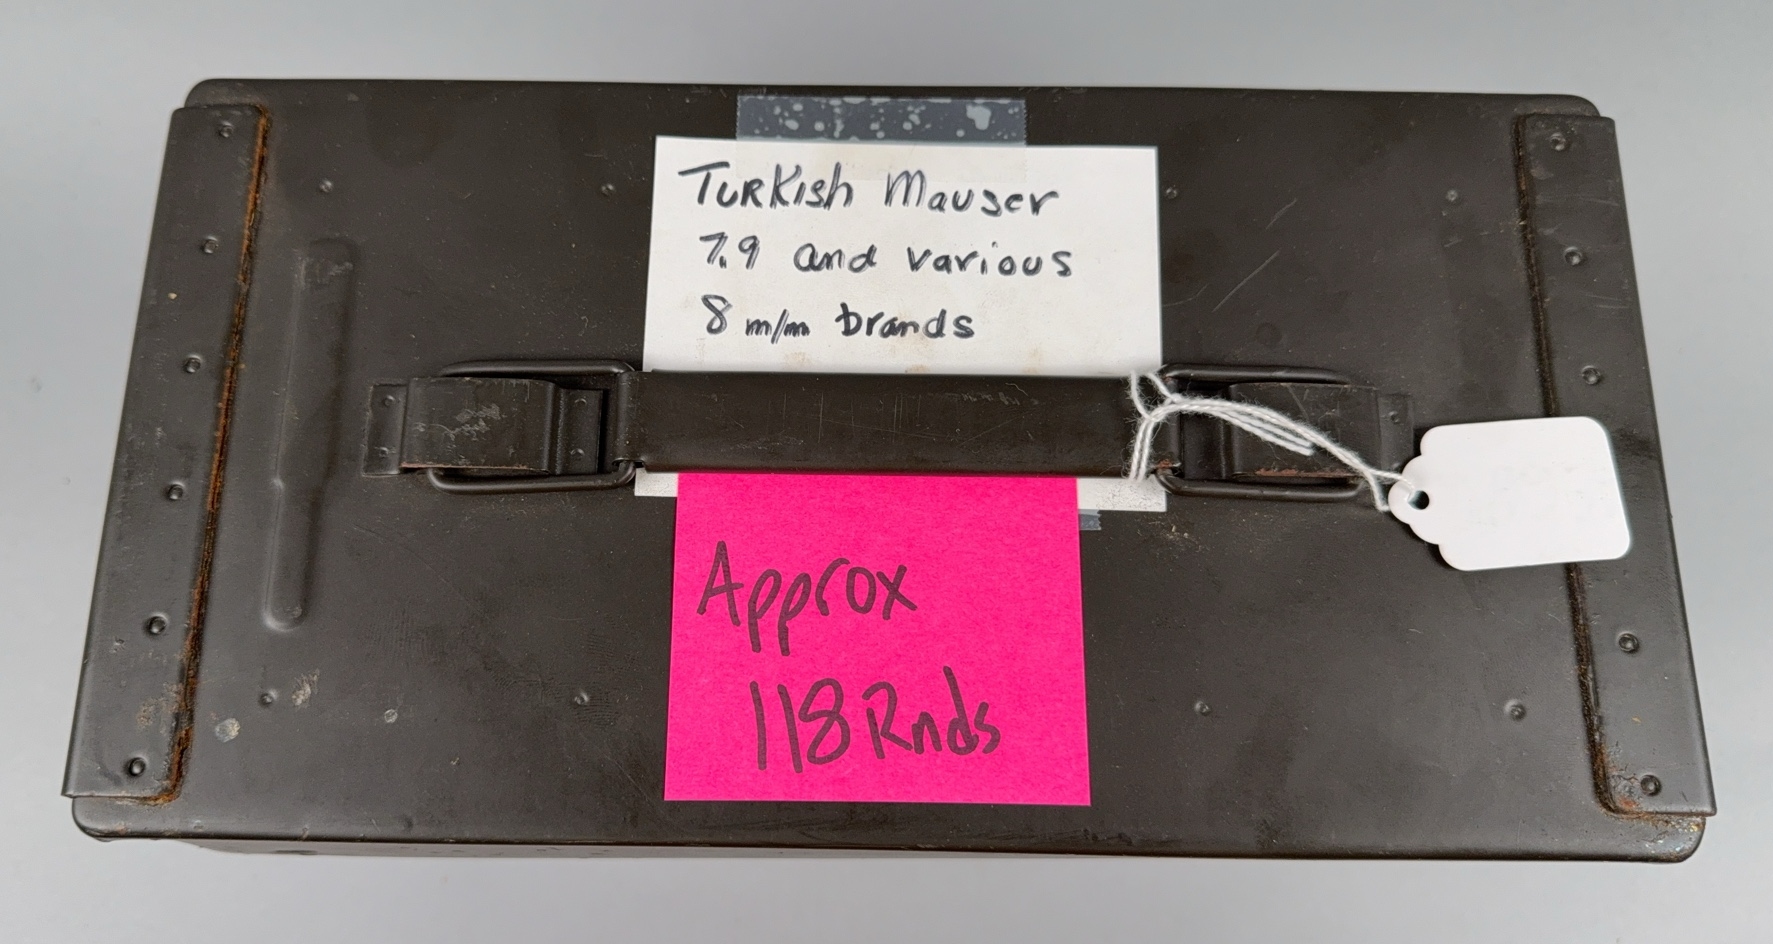 Turkish Mauser
7.9 and various
8 m/m brands
Approx
118 Rnds